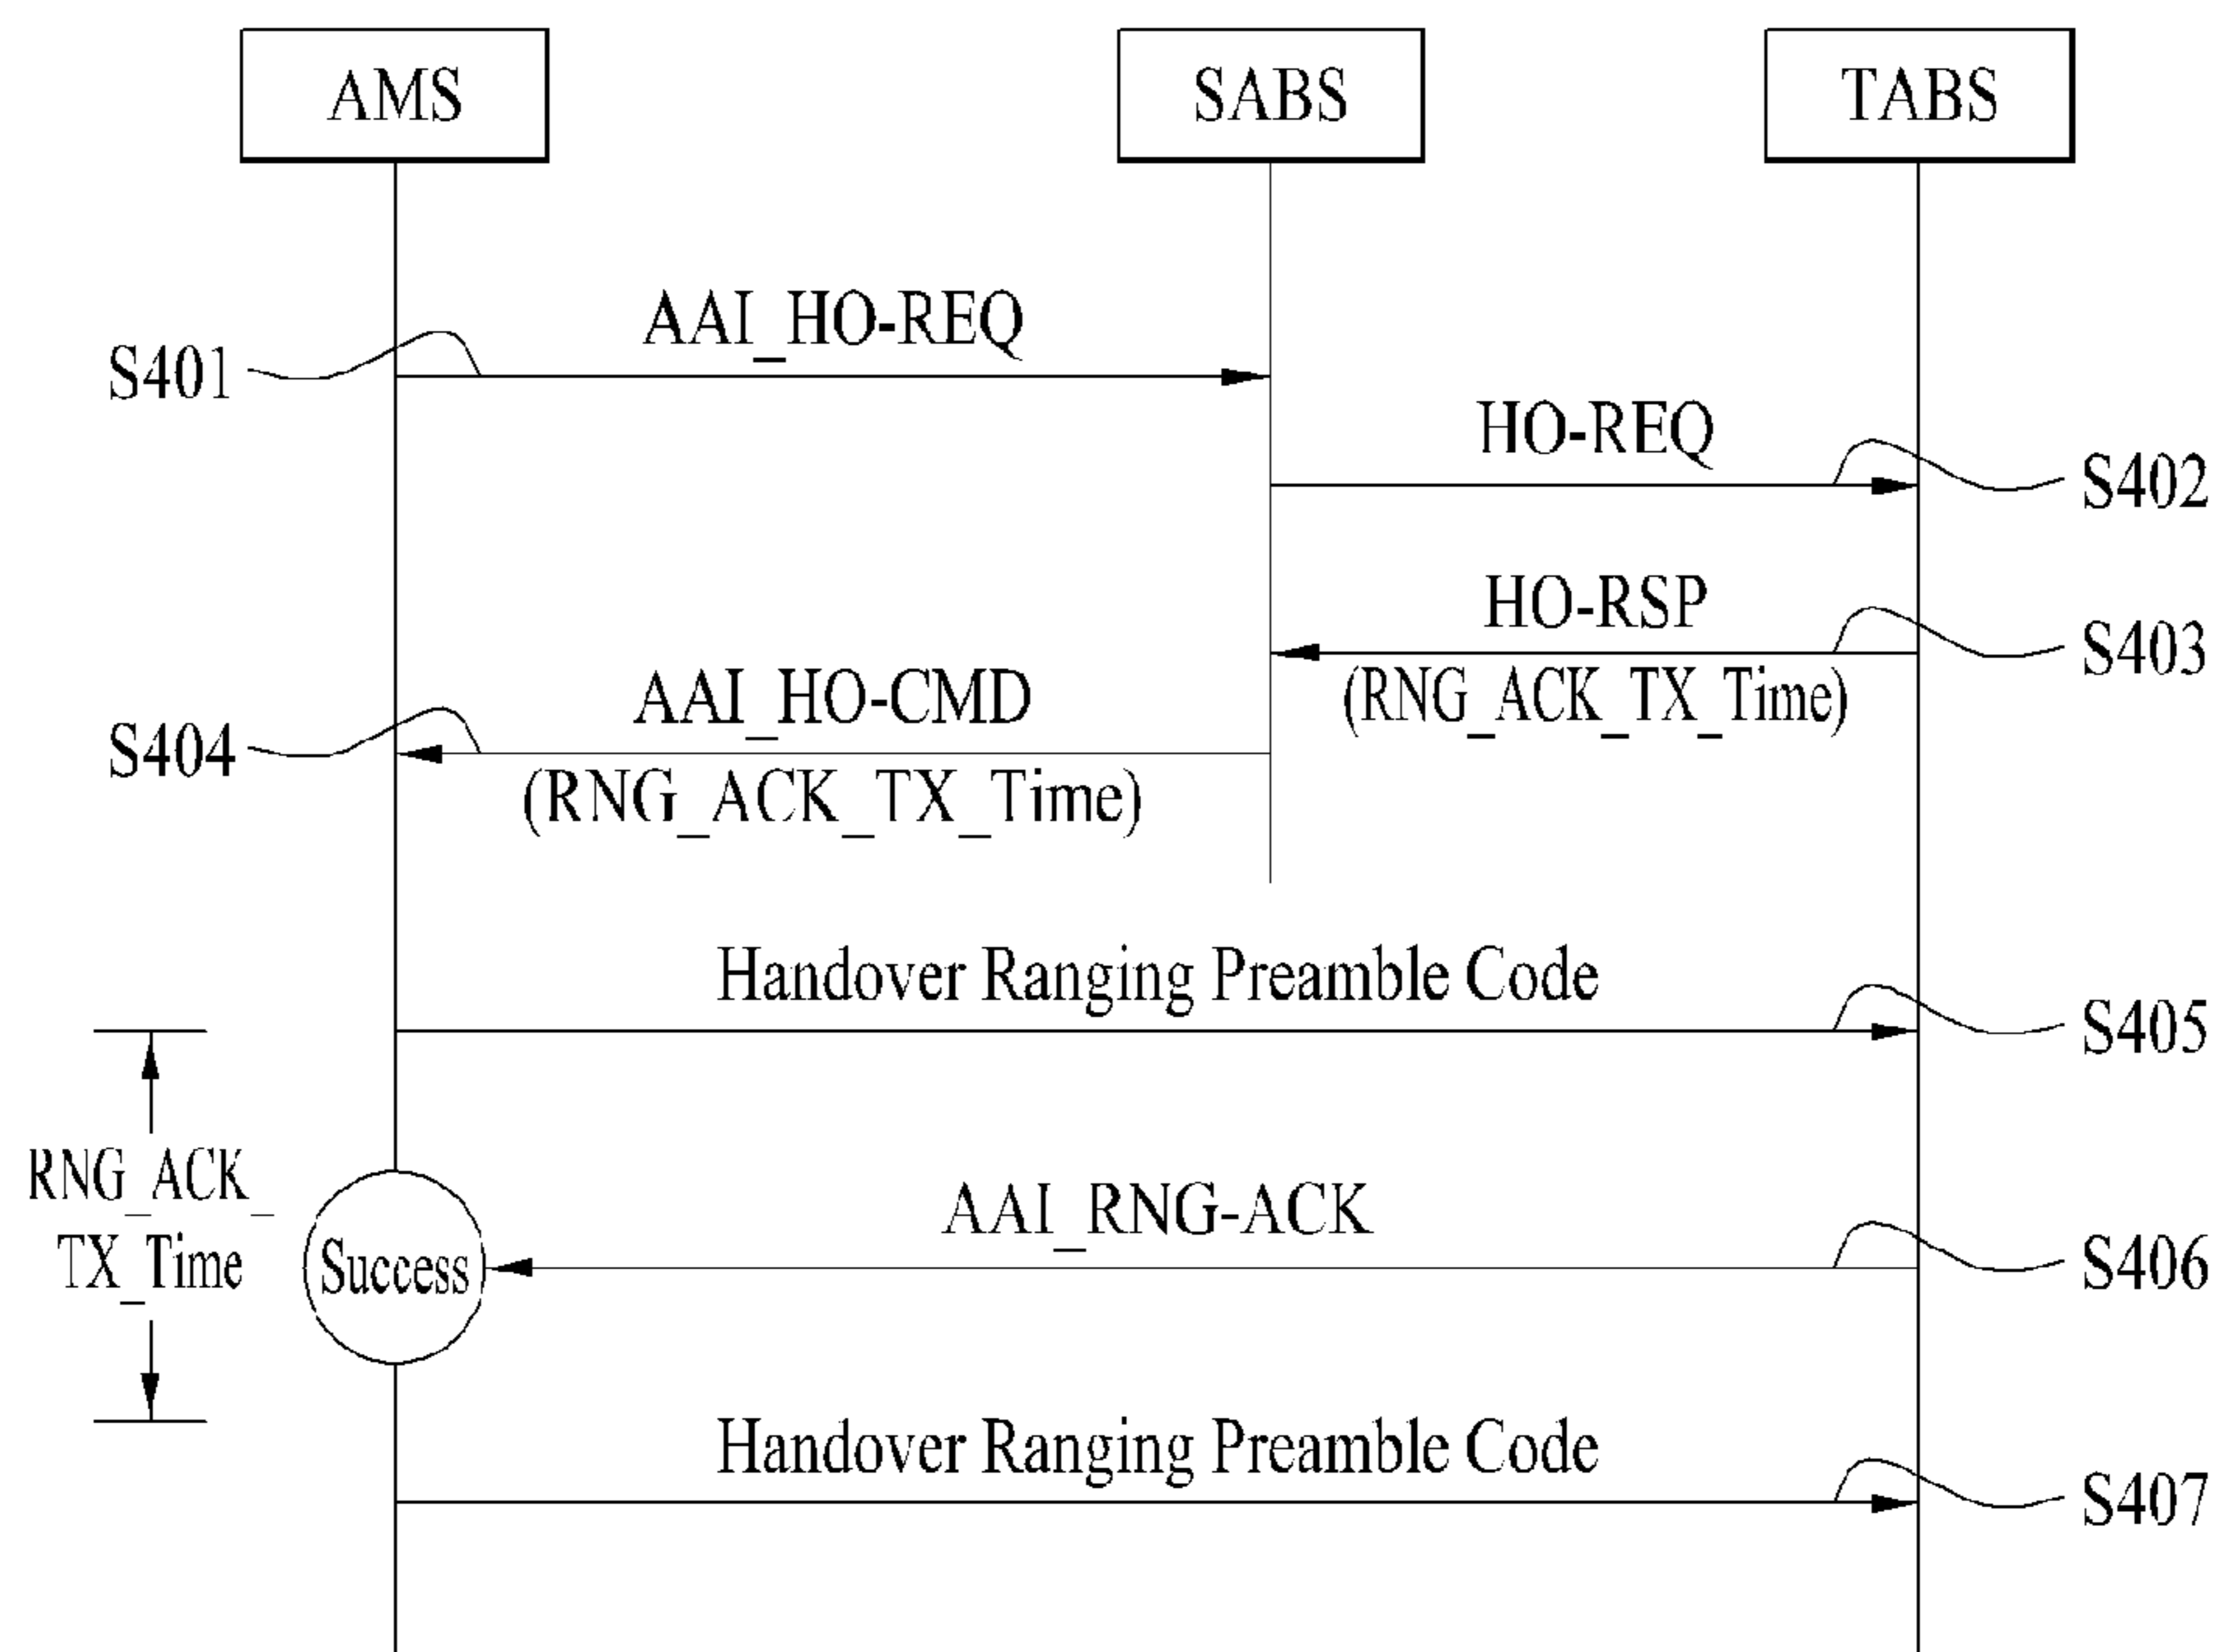 AMS
SABS
TABS
AAI_HO-REQ
S401
HO-REQ
S402
HO-RSP
S403
(RNG_ACK_TX_Time)
AAI_HO-CMD
S404
(RNG_ACK_TX_Time)
Handover Ranging Preamble Code
S405
RNG_ACK_
TX_Time
Success
AAI_RNG-ACK
S406
Handover Ranging Preamble Code
S407